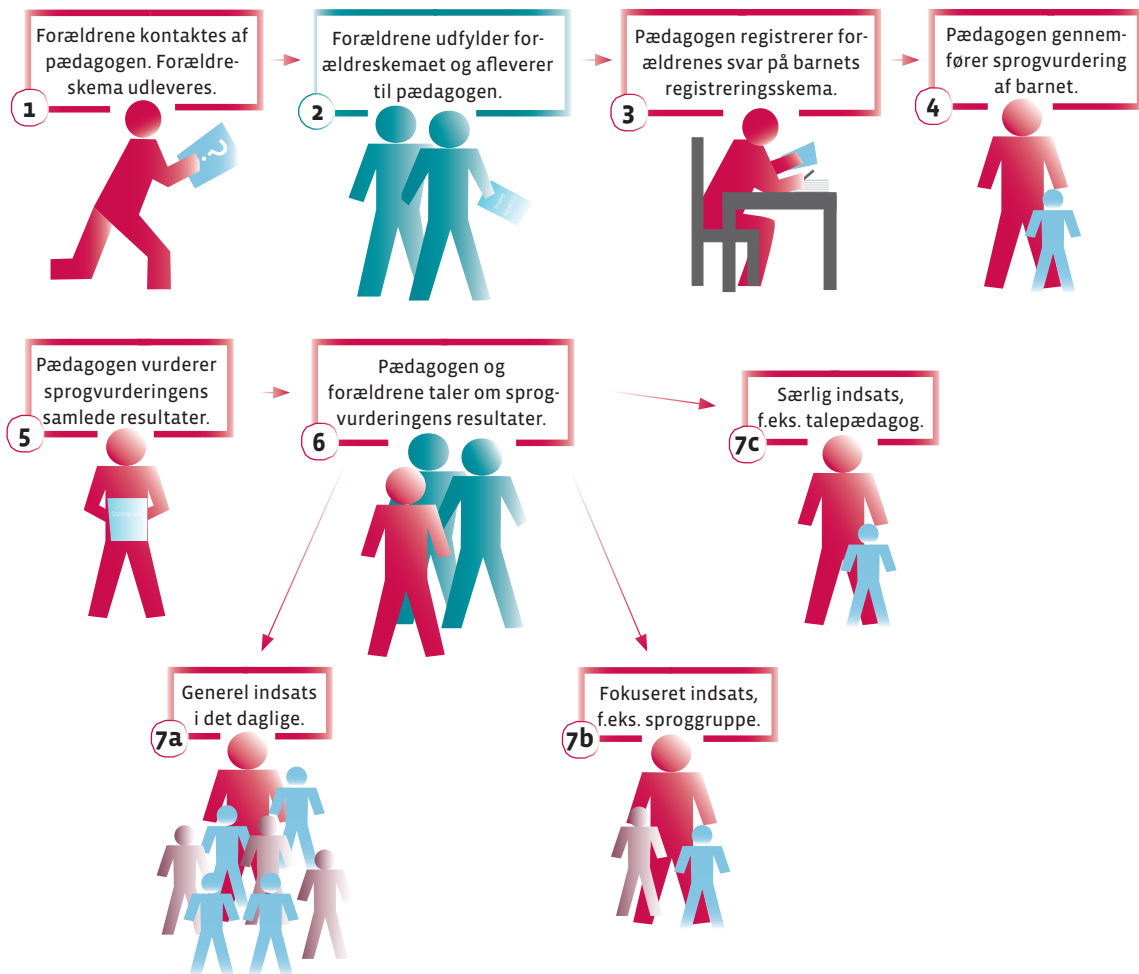 Forældrene kontaktes af
pædagogen. Forældre-
skema udleveres.
1
Forældrene udfylder for-
ældreskemaet og afleverer
til pædagogen.
2
Pædagogen registrerer for-
ældrenes svar på barnets
registreringsskema.
3
Pædagogen gennem-
fører sprogvurdering
af barnet.
4
?
Pædagogen vurderer
sprogvurderingens
samlede resultater.
5
Pædagogen og
forældrene taler om sprog-
vurderingens resultater.
6
Særlig indsats,
f.eks. talepædagog.
7c
Generel indsats
i det daglige.
7a
Fokuseret indsats,
f.eks. sproggruppe.
7b